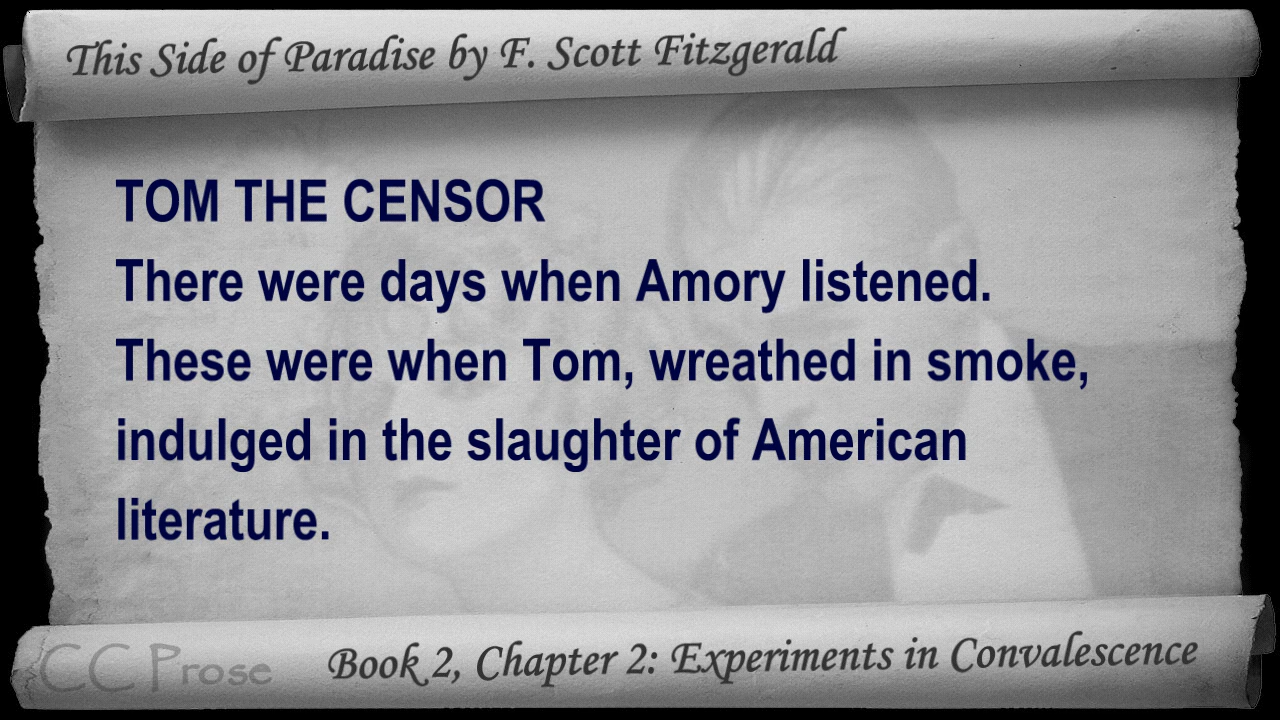 This Side of Paradise by F. Scott Fitzgerald
TOM THE CENSOR
There were days when Amory listened.
These were when Tom, wreathed in smoke,
indulged in the slaughter of American
literature.
CC Prose
Book 2, Chapter 2: Experiments in Convalescence